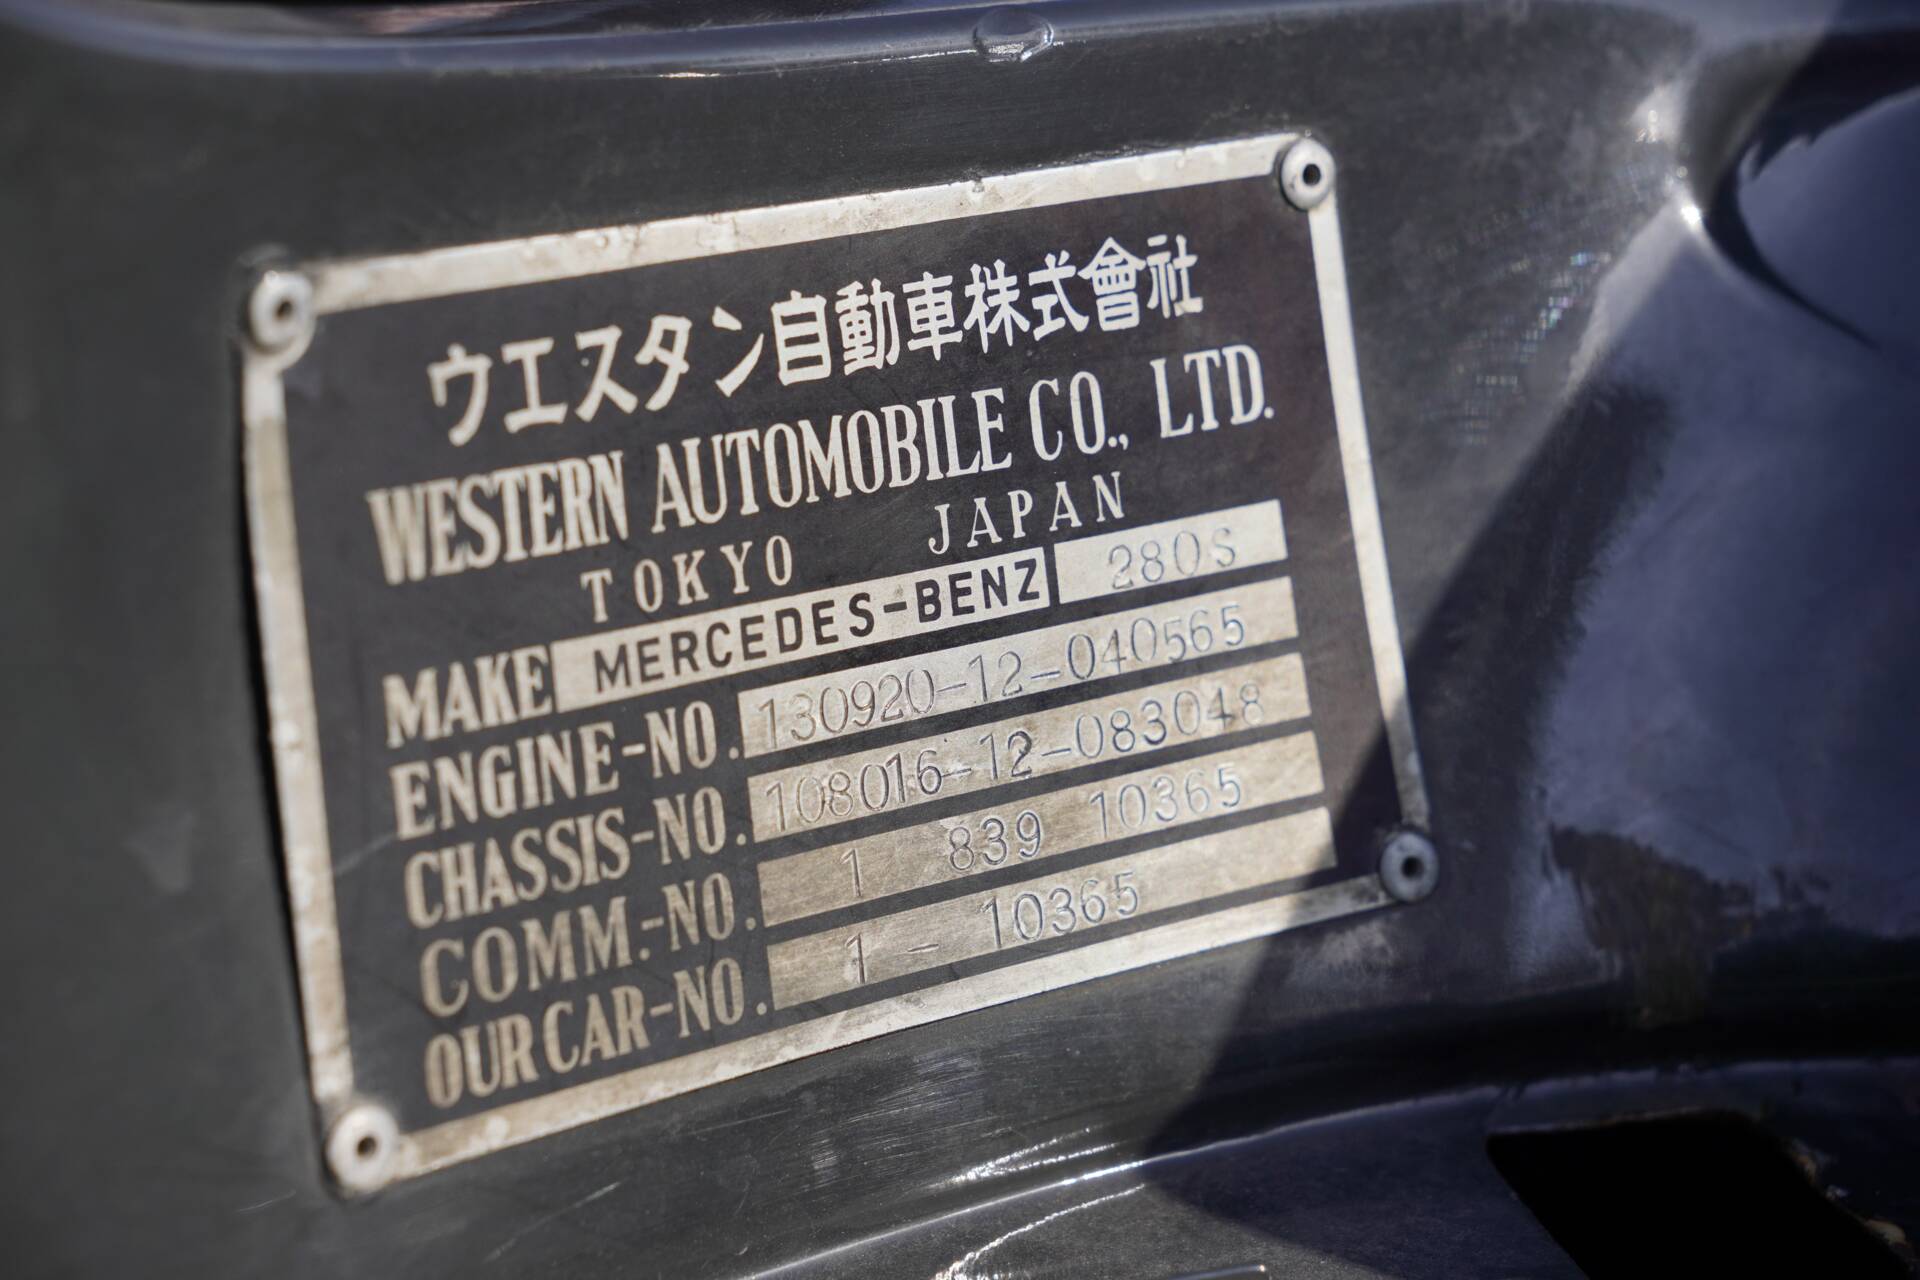 ウエスタン自動車株式會社
WESTERN AUTOMOBILE CO., LTD.
TOKYO JAPAN
MAKE MERCEDES-BENZ 280S
ENGINE-NO. 130920-12-040565
CHASSIS-NO. 108016-12-083048
COMM.-NO. 1 839 10365
OUR CAR-NO. 1 - 10365